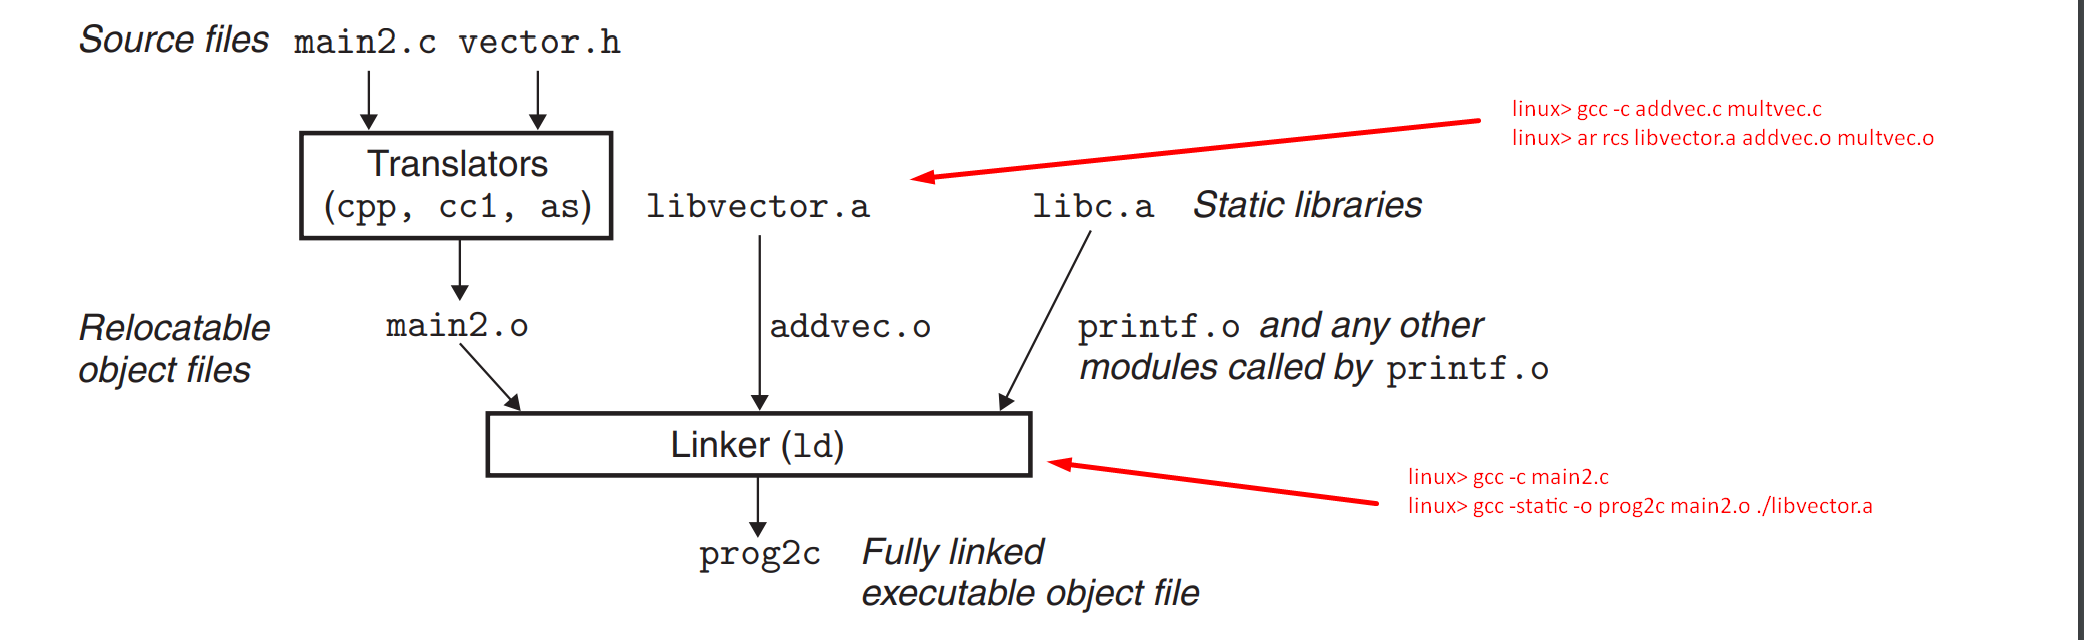 Source files main2.c vector.h
linux> gcc -c addvec.c multvec.c
linux> ar rcs libvector.a addvec.o multvec.o
Translators
(cpp, cc1, as)
libvector.a
libc.a Static libraries
Relocatable
object files
main2.o
addvec.o
printf.o and any other
modules called by printf.o
Linker (ld)
linux> gcc -c main2.c
linux> gcc -static -o prog2c main2.o ./libvector.a
prog2c
Fully linked
executable object file